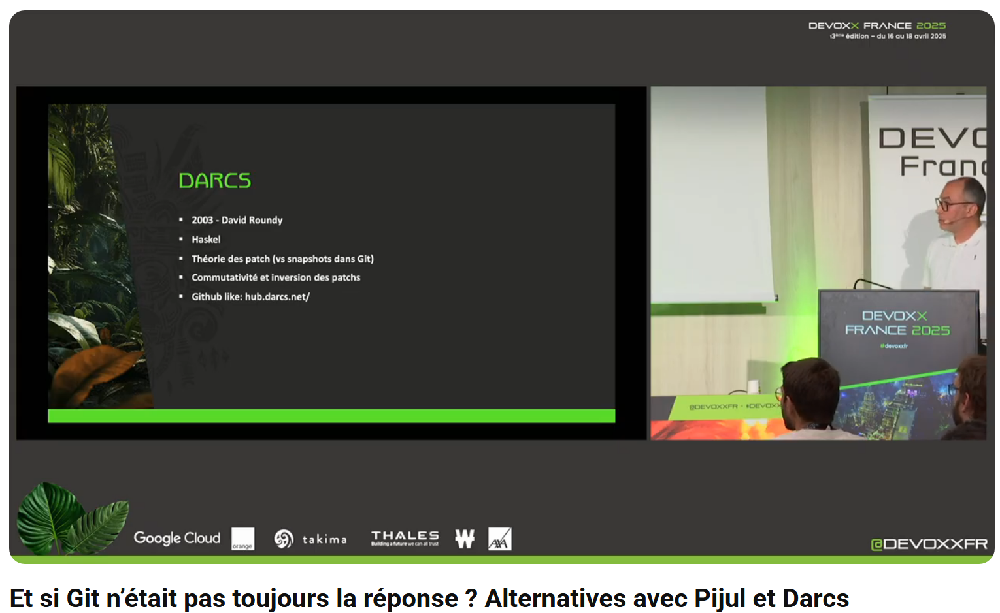 DEVOXX FRANCE 2025
13ème édition – du 16 au 18 avril 2025
DARCS
▪ 2003 - David Roundy
▪ Haskel
▪ Théorie des patch (vs snapshots dans Git)
▪ Commutativité et inversion des patchs
▪ Github like: hub.darcs.net/
DEVO
Franc
DEVOXX
FRANCE 2025
#devoxxfr
@DEVOXXFR - #DEVOXX
Google Cloud
orange
takima
THALES
Building a future we can all trust
W
AXA
@DEVOXXFR
Et si Git n’était pas toujours la réponse ? Alternatives avec Pijul et Darcs